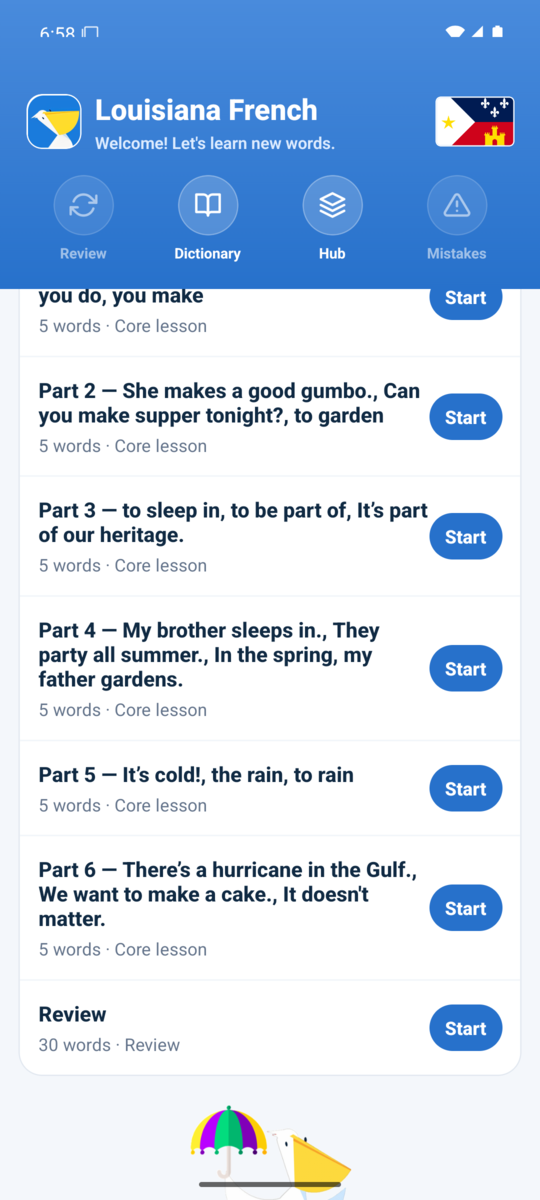 6:58
Louisiana French
Welcome! Let's learn new words.
Review
Dictionary
Hub
Mistakes
you do, you make
Start
5 words · Core lesson
Part 2 — She makes a good gumbo., Can
you make supper tonight?, to garden
Start
5 words · Core lesson
Part 3 — to sleep in, to be part of, It’s part
of our heritage.
Start
5 words · Core lesson
Part 4 — My brother sleeps in., They
party all summer., In the spring, my
father gardens.
Start
5 words · Core lesson
Part 5 — It’s cold!, the rain, to rain
Start
5 words · Core lesson
Part 6 — There’s a hurricane in the Gulf.,
We want to make a cake., It doesn't
matter.
Start
5 words · Core lesson
Review
Start
30 words · Review